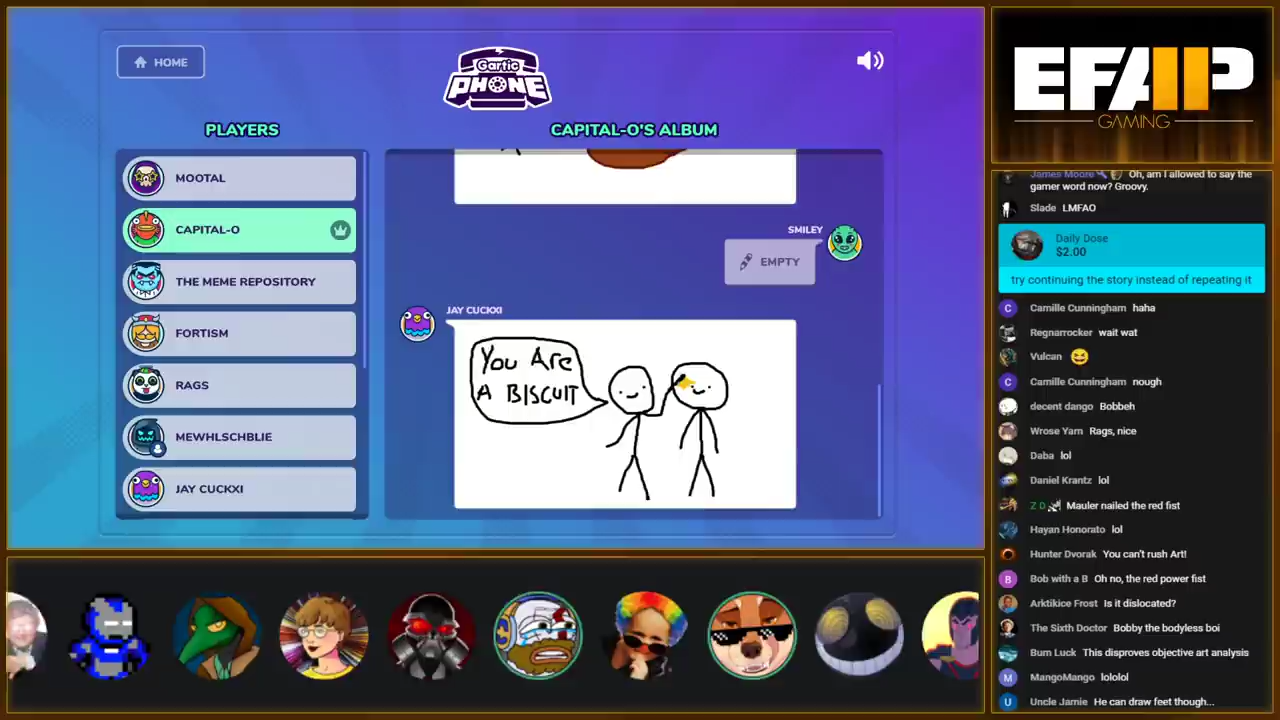 HOME
Gartic
PHONE
PLAYERS
MOOTAL
CAPITAL-O
THE MEME REPOSITORY
FORTISM
RAGS
MEWHLSCHBLIE
JAY CUCKXI
CAPITAL-O'S ALBUM
SMILEY
EMPTY
JAY CUCKXI
You Are
A BISCUIT
EFAP
GAMING
James Moore Oh, am I allowed to say the
gamer word now? Groovy.
Slade LMFAO
Daily Dose
$2.00
try continuing the story instead of repeating it
C Camille Cunningham haha
Regnarrocker wait wat
Vulcan
C Camille Cunningham nough
decent dango Bobbeh
Wrose Yarn Rags, nice
Daba lol
Daniel Krantz lol
Z D Mauler nailed the red fist
Hayan Honorato lol
Hunter Dvorak You can't rush Art!
B Bob with a B Oh no, the red power fist
Arktikice Frost Is it dislocated?
The Sixth Doctor Bobby the bodyless boi
Bum Luck This disproves objective art analysis
M MangoMango lololol
U Uncle Jamie He can draw feet though...